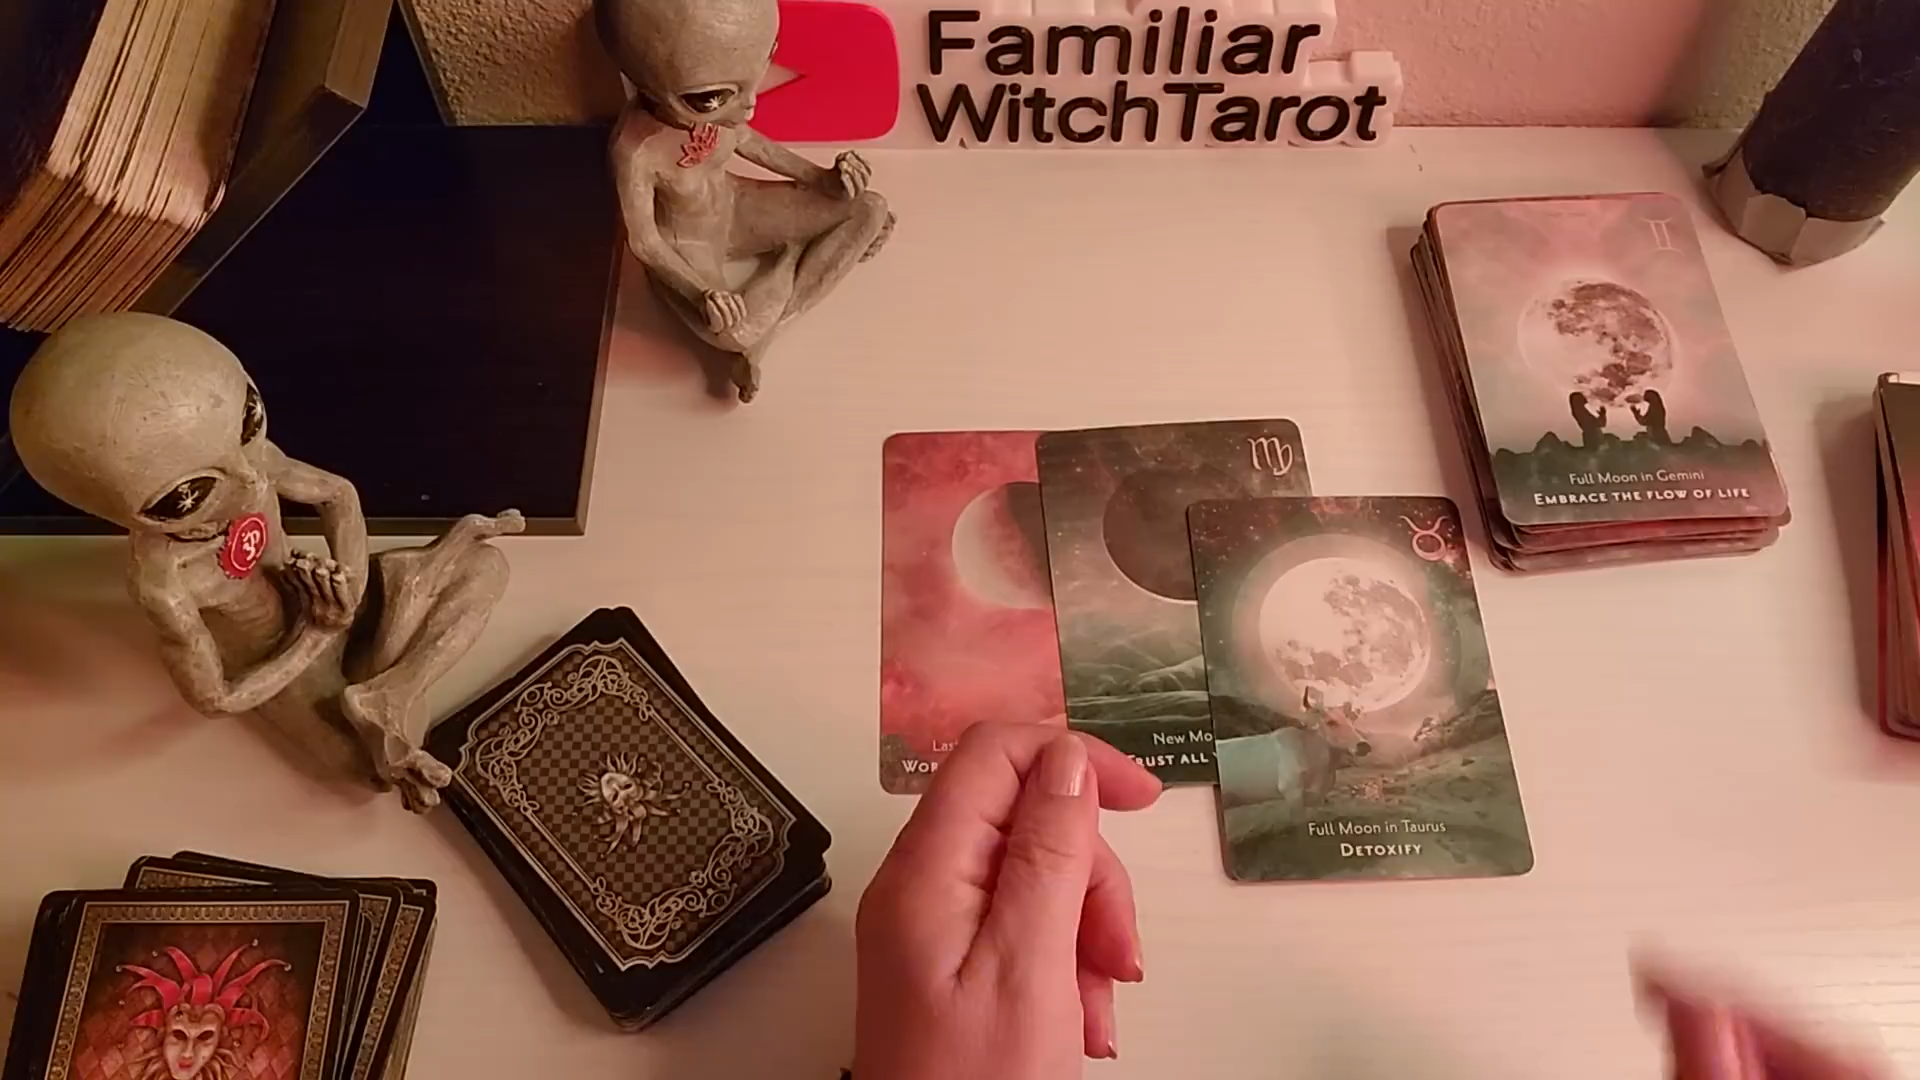 Familiar
WitchTarot
Full Moon in Gemini
EMBRACE THE FLOW OF LIFE
New Mo
TRUST ALL
Full Moon in Taurus
DETOXIFY